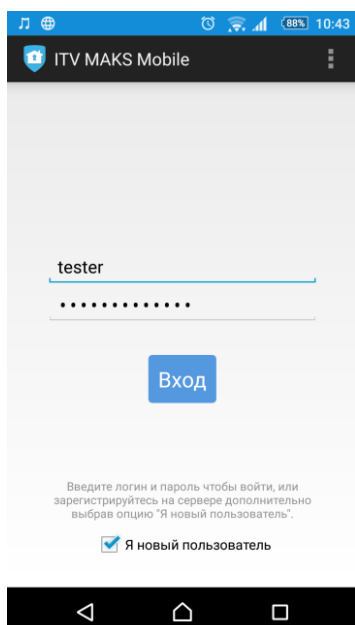 88% 10:43
ITV MAKS Mobile
tester
•••••••••••••
Вход
Введите логин и пароль чтобы войти, или
зарегистрируйтесь на сервере дополнительно
выбрав опцию "Я новый пользователь".
Я новый пользователь